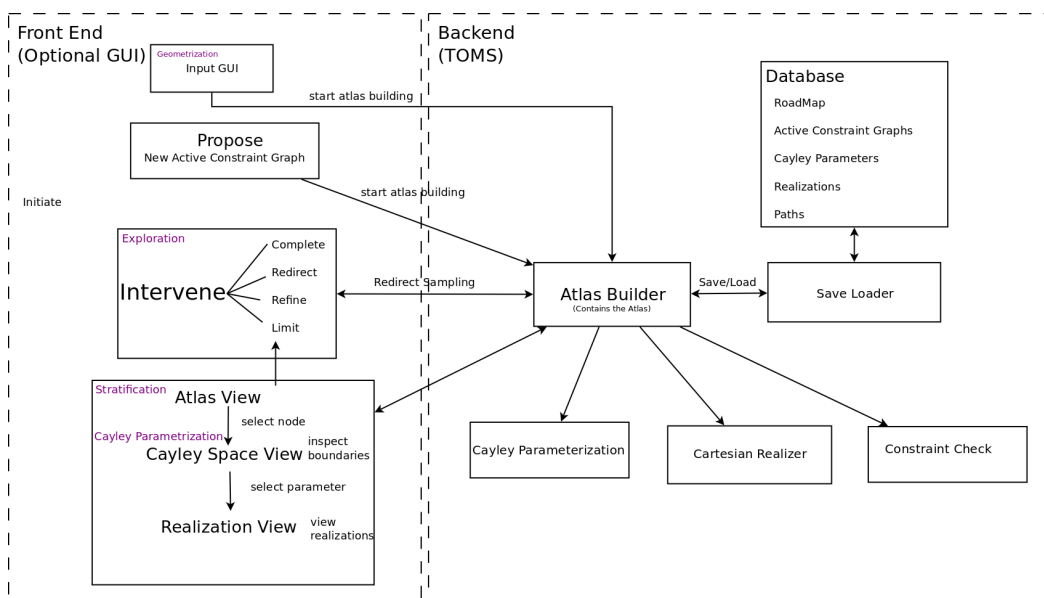 Front End
(Optional GUI)
Geometrization
Input GUI
start atlas building
Propose
New Active Constraint Graph
start atlas building
Initiate
Exploration
Intervene
Complete
Redirect
Refine
Limit
Redirect Sampling
Stratification
Atlas View
select node
Cayley Parametrization
Cayley Space View
inspect
boundaries
select parameter
Realization View
view
realizations
Backend
(TOMS)
Database
RoadMap
Active Constraint Graphs
Cayley Parameters
Realizations
Paths
Atlas Builder
(Contains the Atlas)
Save/Load
Save Loader
Cayley Parameterization
Cartesian Realizer
Constraint Check